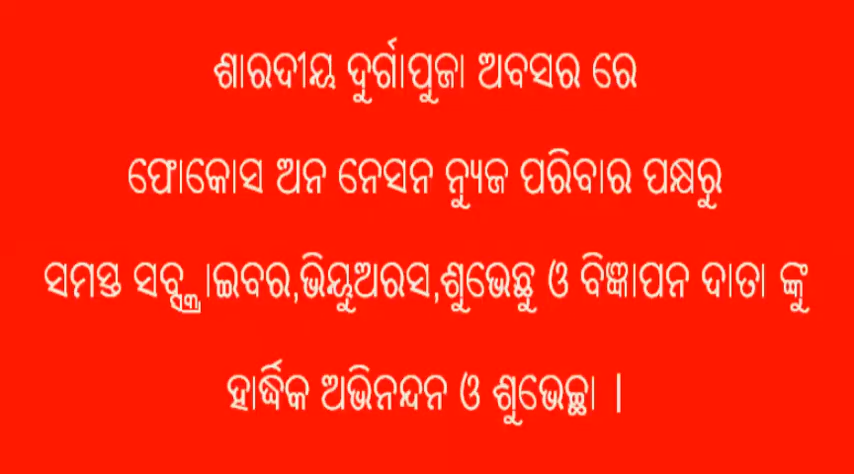 ଶାରଦୀୟ ଦୁର୍ଗାପୁଜା ଅବସର ରେ
ଫୋକୋସ ଅନ ନେସନ ନ୍ୟୁଜ ପରିବାର ପକ୍ଷରୁ
ସମସ୍ତ ସବ୍ସ୍କ୍ରାଇବର,ଭିୟୁଅରସ,ଶୁଭେଛୁ ଓ ବିଜ୍ଞାପନ ଦାତା ଙ୍କୁ
ହାର୍ଦ୍ଧିକ ଅଭିନନ୍ଦନ ଓ ଶୁଭେଚ୍ଛା |